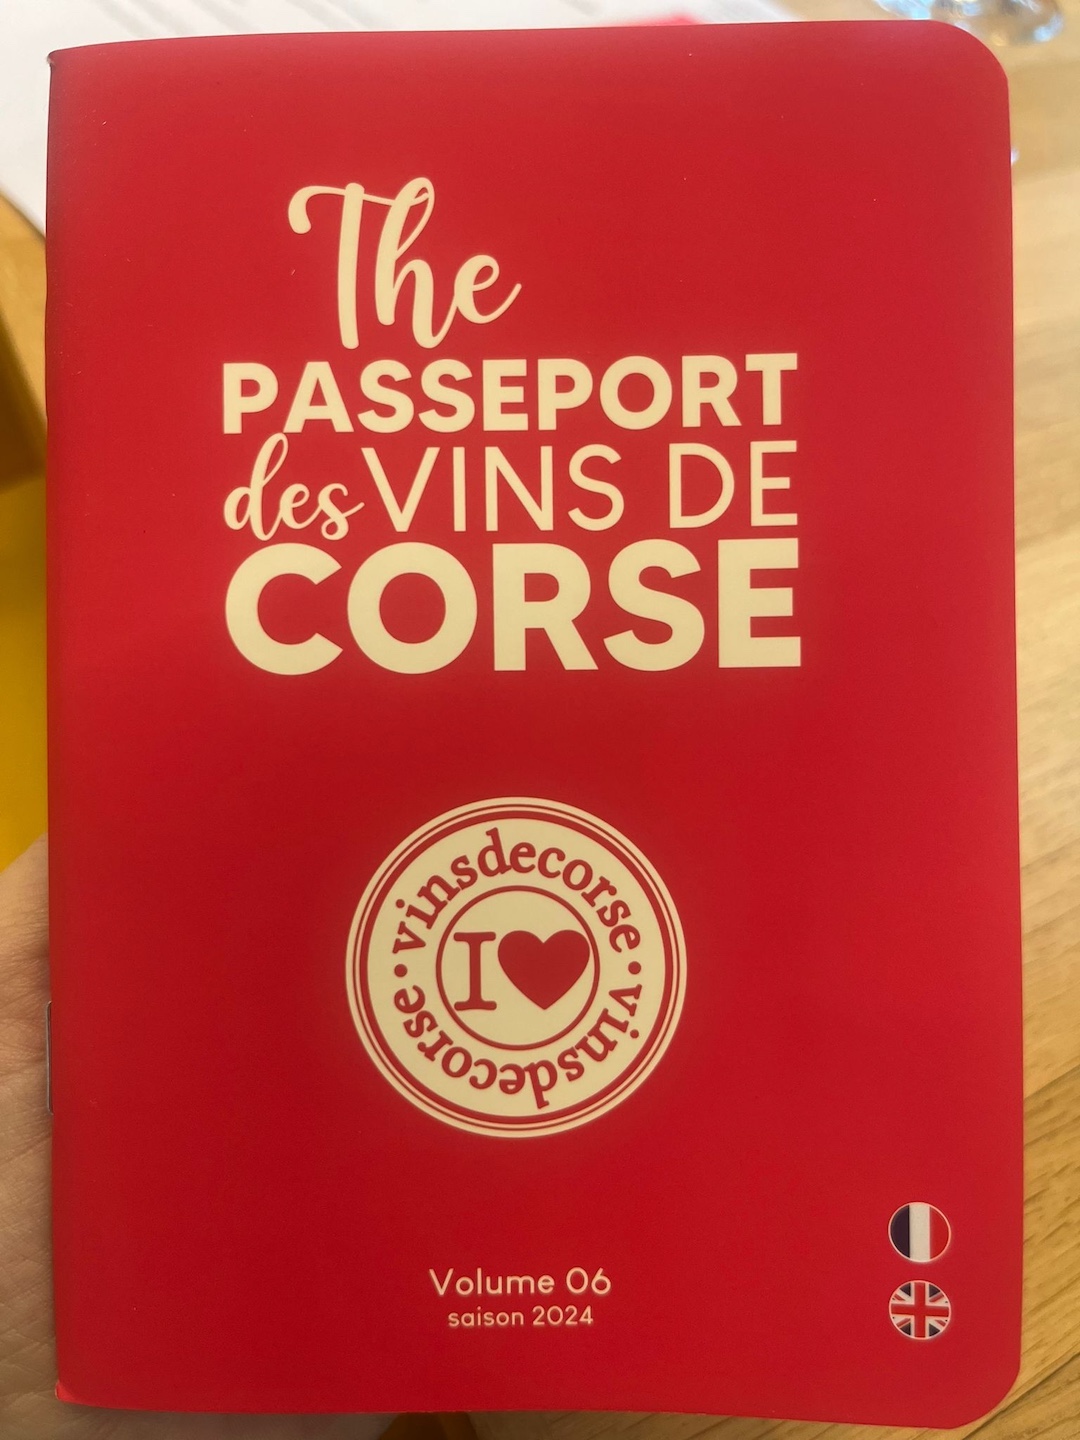 The
PASSEPORT
des VINS DE
CORSE
vinsdecorse • vinsdecorse •
I ♥
Volume 06
saison 2024